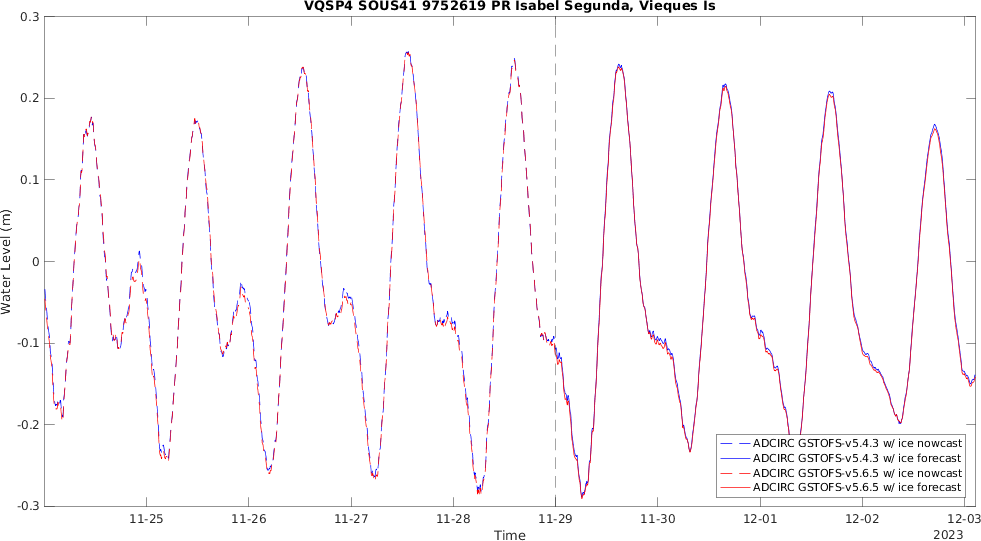 VQSP4 SOUS41 9752619 PR Isabel Segunda, Vieques Is
0.3
0.2
0.1
0
-0.1
-0.2
-0.3
Water Level (m)
ADCIRC GSTOFS-v5.4.3 w/ ice nowcast
ADCIRC GSTOFS-v5.4.3 w/ ice forecast
ADCIRC GSTOFS-v5.6.5 w/ ice nowcast
ADCIRC GSTOFS-v5.6.5 w/ ice forecast
11-25 11-26 11-27 11-28 11-29 11-30 12-01 12-02 12-03
Time
2023